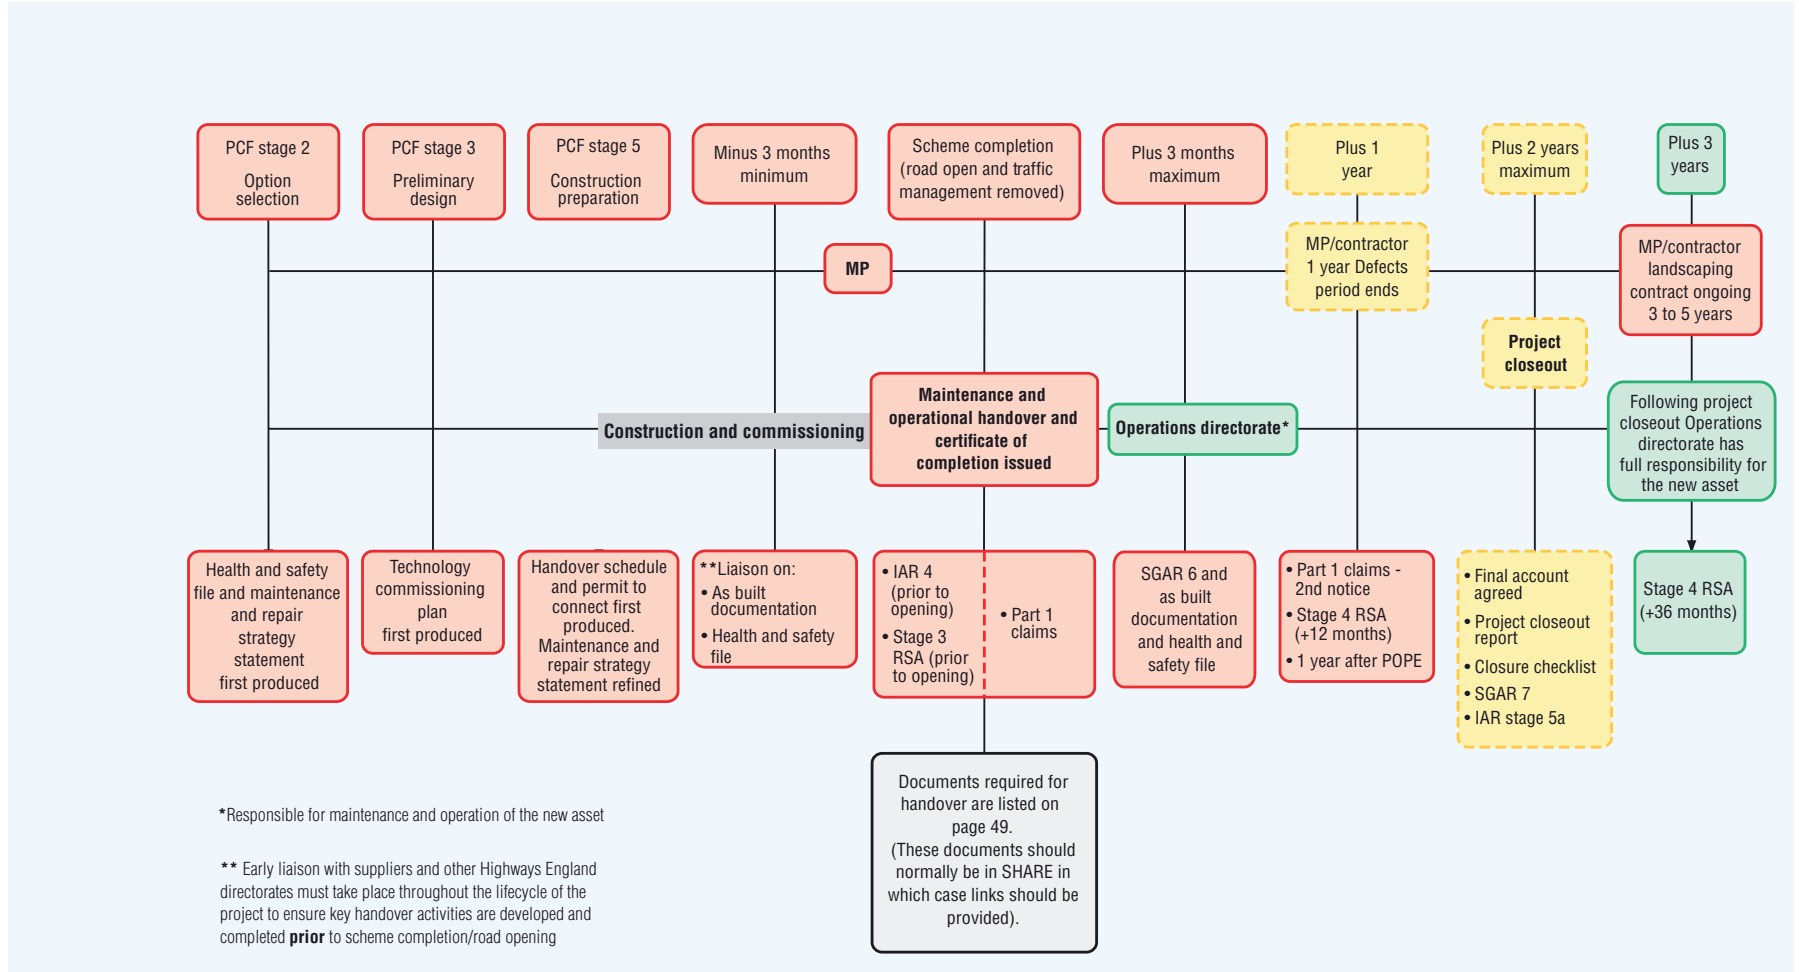 PCF stage 2
Option
selection
PCF stage 3
Preliminary
design
PCF stage 5
Construction
preparation
Minus 3 months
minimum
Scheme completion
(road open and traffic
management removed)
Plus 3 months
maximum
Plus 1
year
Plus 2 years
maximum
Plus 3
years
MP
MP/contractor
1 year Defects
period ends
MP/contractor
landscaping
contract ongoing
3 to 5 years
Project
closeout
Construction and commissioning
Maintenance and
operational handover and
certificate of
completion issued
Operations directorate*
Following project
closeout Operations
directorate has
full responsibility for
the new asset
Health and safety
file and maintenance
and repair
strategy
statement
first produced
Technology
commissioning
plan
first produced
Handover schedule
and permit to
connect first
produced.
Maintenance and
repair strategy
statement refined
**Liaison on:
• As built
documentation
• Health and safety
file
• IAR 4
(prior to
opening)
• Stage 3
RSA (prior
to opening)
• Part 1
claims
SGAR 6 and
as built
documentation
and health and
safety file
• Part 1 claims -
2nd notice
• Stage 4 RSA
(+12 months)
• 1 year after POPE
• Final account
agreed
• Project closeout
report
• Closure checklist
• SGAR 7
• IAR stage 5a
Stage 4 RSA
(+36 months)
Documents required for
handover are listed on
page 49.
(These documents should
normally be in SHARE in
which case links should be
provided).
*Responsible for maintenance and operation of the new asset
** Early liaison with suppliers and other Highways England
directorates must take place throughout the lifecycle of the
project to ensure key handover activities are developed and
completed prior to scheme completion/road opening